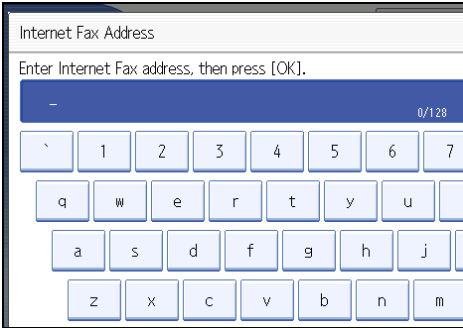 Internet Fax Address
Enter Internet Fax address, then press [OK].
_
0/128
` 1 2 3 4 5 6 7
q w e r t y u
a s d f g h j
z x c v b n m